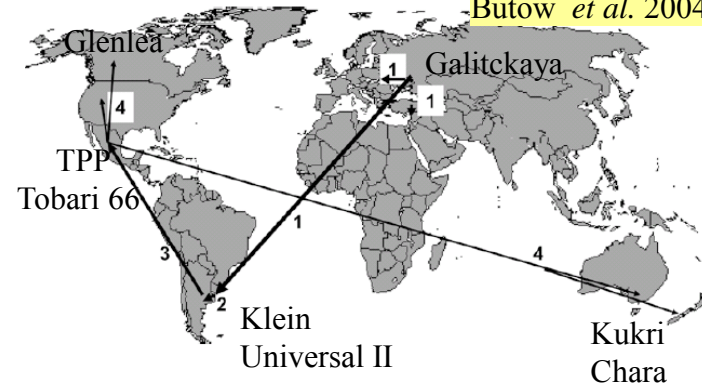 Butow et al. 2004
Glenlea
Galitckaya
1
1
4
TPP
Tobari 66
1
4
3
2
Klein
Universal II
Kukri
Chara